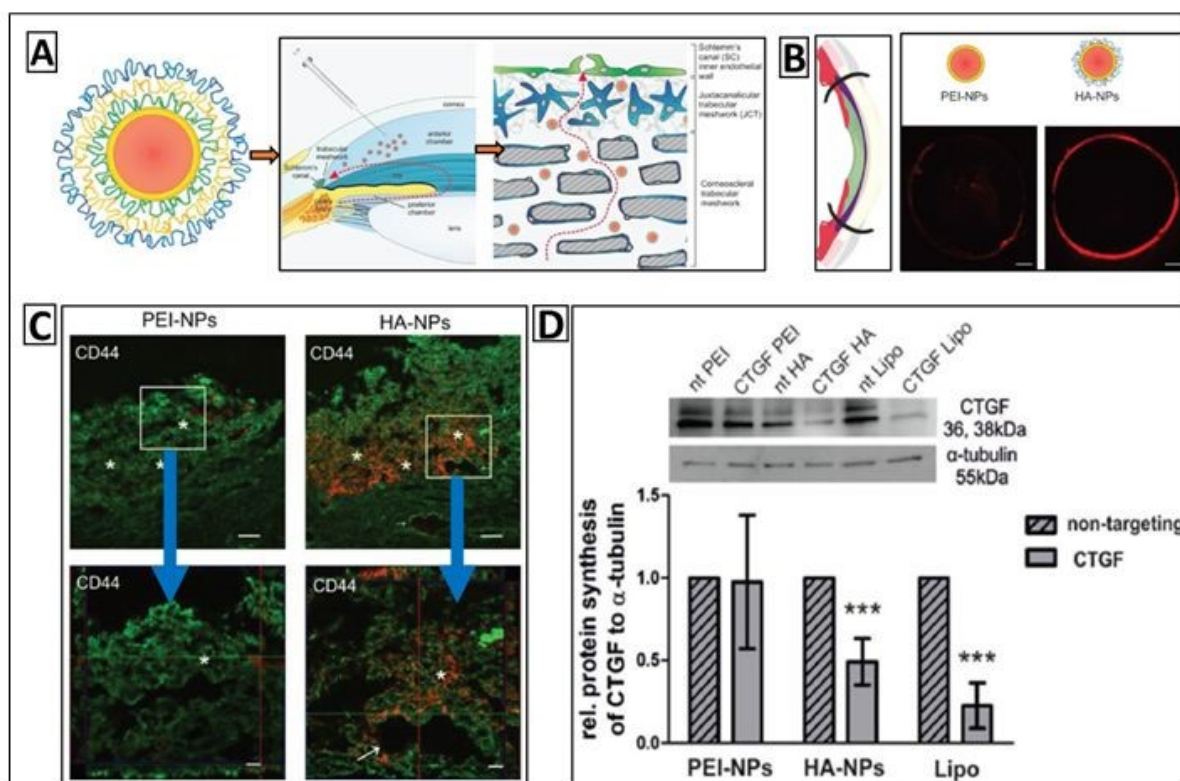 A
cornea
anterior
chamber
trabecular
meshwork
Schlemm's
canal
iris
posterior
chamber
lens
Schlemm's
canal (SC)
inner endothelial
wall
Juxtacanalicular
trabecular
meshwork (JCT)
Corneoscleral
trabecular
meshwork
B
PEI-NPs
HA-NPs
C
PEI-NPs
HA-NPs
CD44
CD44
CD44
CD44
D
nt PEI
CTGF PEI
nt HA
CTGF HA
nt Lipo
CTGF Lipo
CTGF
36, 38kDa
α-tubulin
55kDa
rel. protein synthesis
of CTGF to α-tubulin
1.5
1.0
0.5
0.0
***
***
non-targeting
CTGF
PEI-NPs
HA-NPs
Lipo